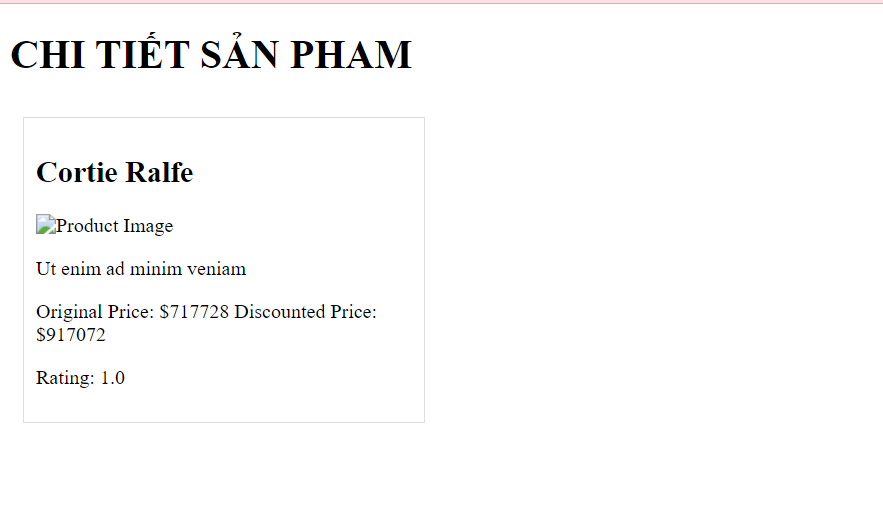 CHI TIẾT SẢN PHAM
Cortie Ralfe
Product Image
Ut enim ad minim veniam
Original Price: $717728 Discounted Price:
$917072
Rating: 1.0